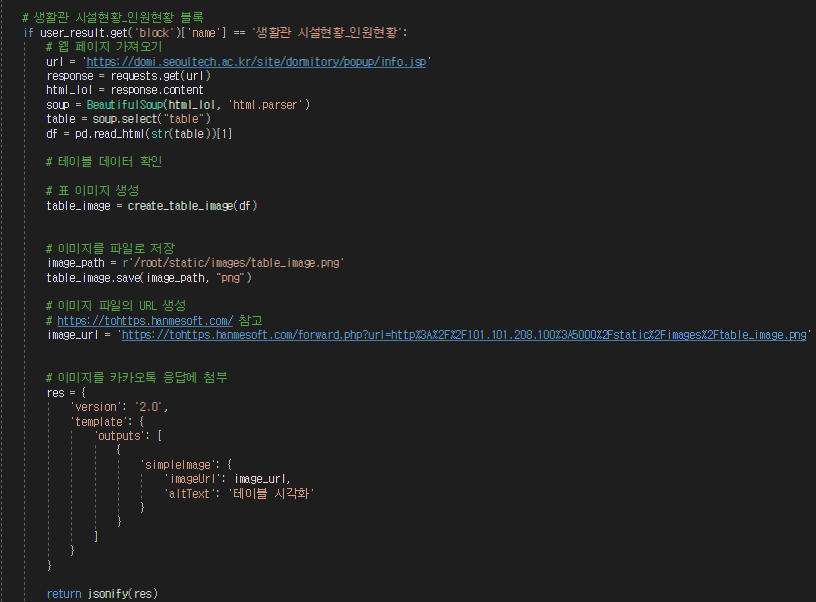 # 생활관 시설현황_인원현황 블록
if user_result.get('block')['name'] == '생활관 시설현황_인원현황':
# 웹 페이지 가져오기
url = 'https://domi.seoultech.ac.kr/site/dormitory/popup/info.jsp'
response = requests.get(url)
html_lol = response.content
soup = BeautifulSoup(html_lol, 'html.parser')
table = soup.select("table")
df = pd.read_html(str(table))[1]
# 테이블 데이터 확인
# 표 이미지 생성
table_image = create_table_image(df)
# 이미지를 파일로 저장
image_path = r'/root/static/images/table_image.png'
table_image.save(image_path, "png")
# 이미지 파일의 URL 생성
# https://tohttps.hanmesoft.com/ 참고
image_url = 'https://tohttps.hanmesoft.com/forward.php?url=http%3A%2F%2F101.101.208.100%3A5000%2Fstatic%2Fimages%2Ftable_image.png'
# 이미지를 카카오톡 응답에 첨부
res = {
'version': '2.0',
'template': {
'outputs': [
{
'simpleImage': {
'imageUrl': image_url,
'altText': '테이블 시각화'
}
}
]
}
}
return jsonify(res)